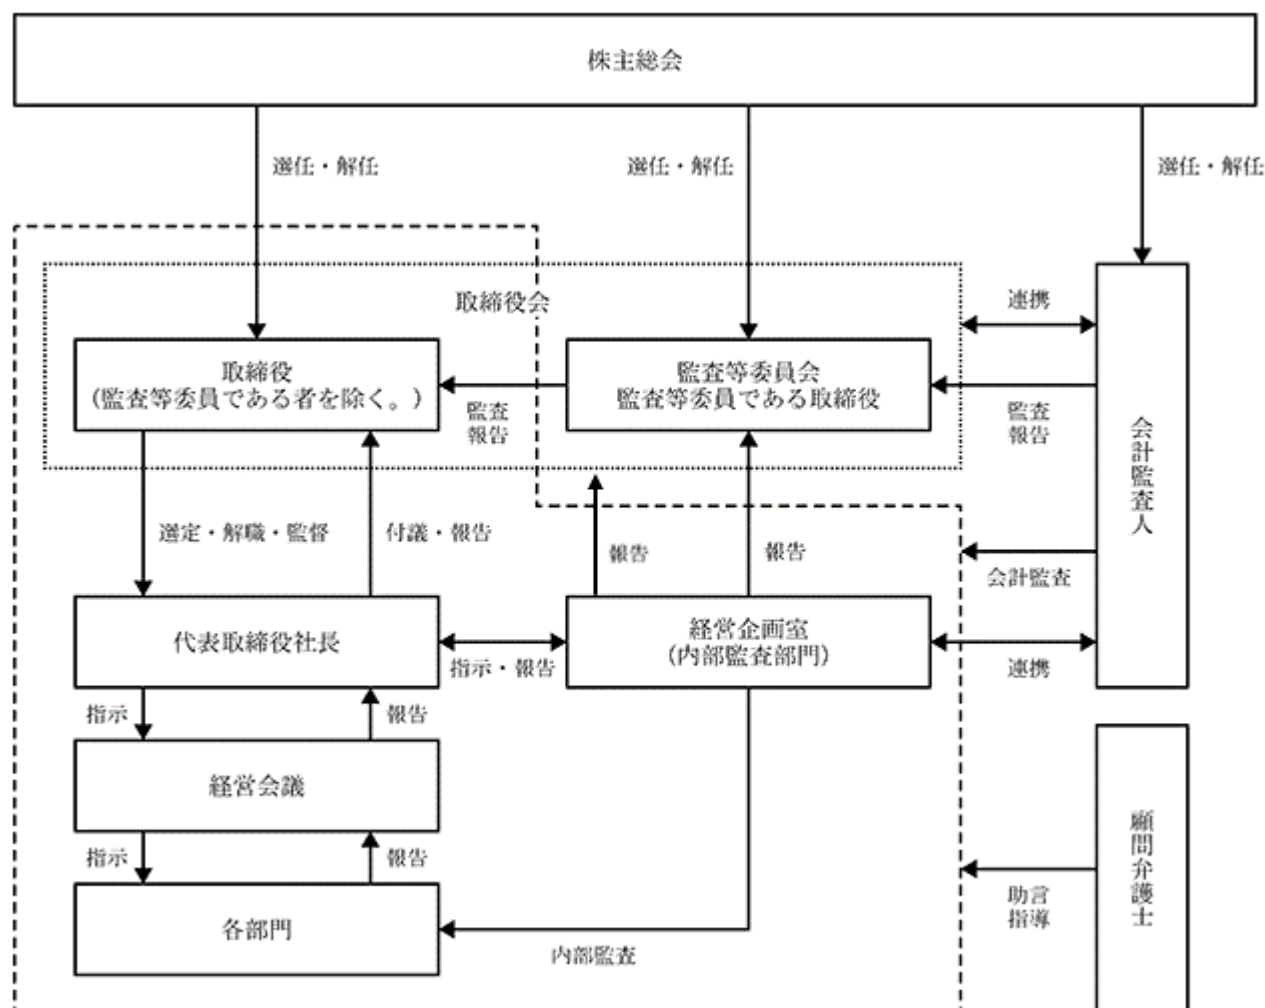 株主総会
選任・解任
選任・解任
選任・解任
取締役会
連携
取締役
(監査等委員である者を除く。)
監査等委員会
監査等委員である取締役
監査
報告
監査
報告
会計監査人
選定・解職・監督
付議・報告
報告
報告
会計監査
代表取締役社長
指示・報告
経営企画室
(内部監査部門)
連携
指示
報告
経営会議
指示
報告
顧問弁護士
助言
指導
各部門
内部監査